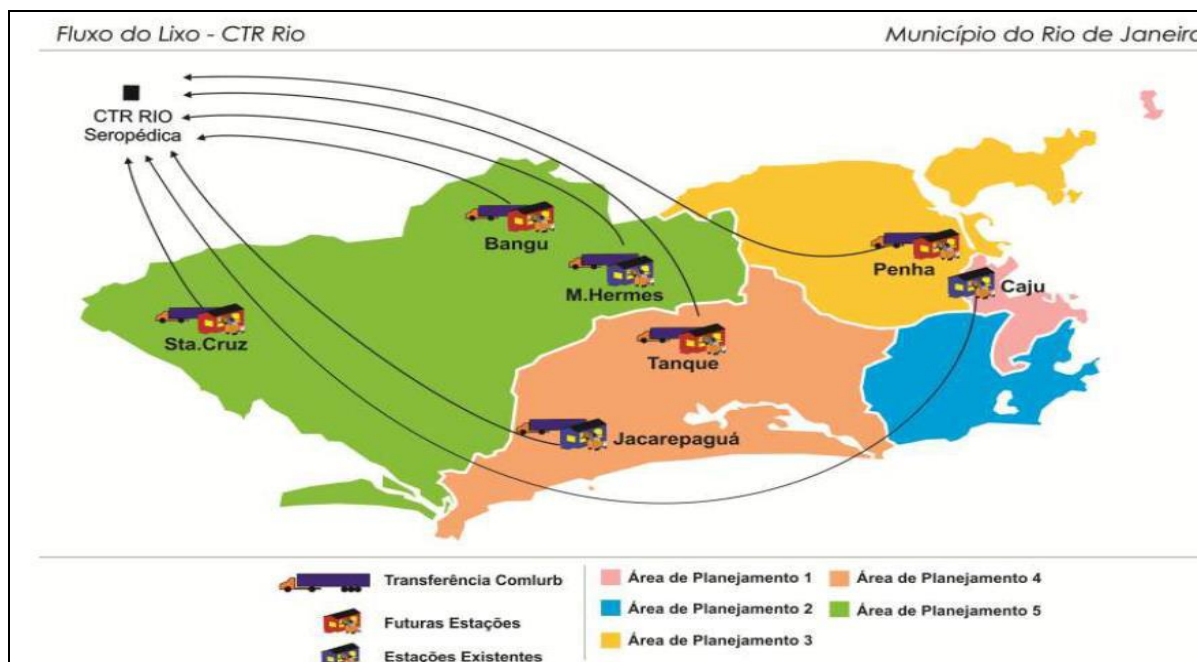 Fluxo do Lixo - CTR Rio
Município do Rio de Janeiro
CTR RIO
Seropédica
Bangu
M.Hermes
Penha
Caju
Sta.Cruz
Tanque
Jacarepaguá
Transferência Comlurb
Futuras Estações
Estações Existentes
Área de Planejamento 1
Área de Planejamento 2
Área de Planejamento 3
Área de Planejamento 4
Área de Planejamento 5